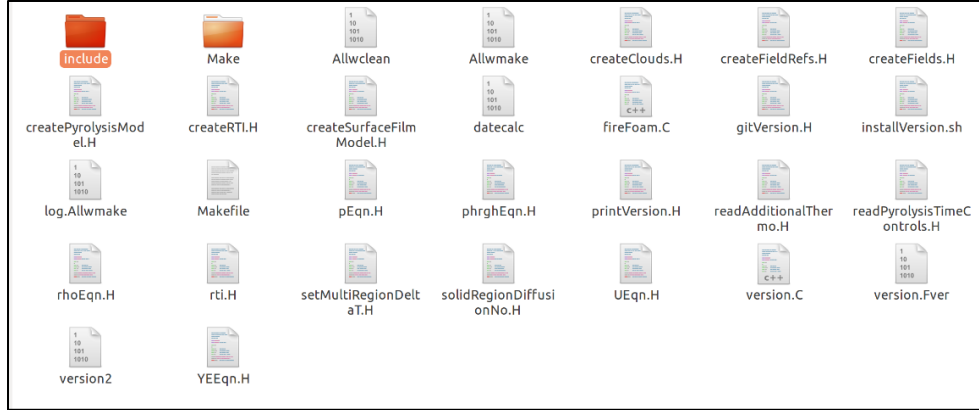 include
Make
Allwclean
Allwmake
createClouds.H
createFieldRefs.H
createFields.H
createPyrolysisMod
el.H
createRTI.H
createSurfaceFilm
Model.H
datecalc
fireFoam.C
gitVersion.H
installVersion.sh
log.Allwmake
Makefile
pEqn.H
phrghEqn.H
printVersion.H
readAdditionalTher
mo.H
readPyrolysisTimeC
ontrols.H
rhoEqn.H
rti.H
setMultiRegionDelt
aT.H
solidRegionDiffusi
onNo.H
UEqn.H
version.C
version.Fver
version2
YEEqn.H